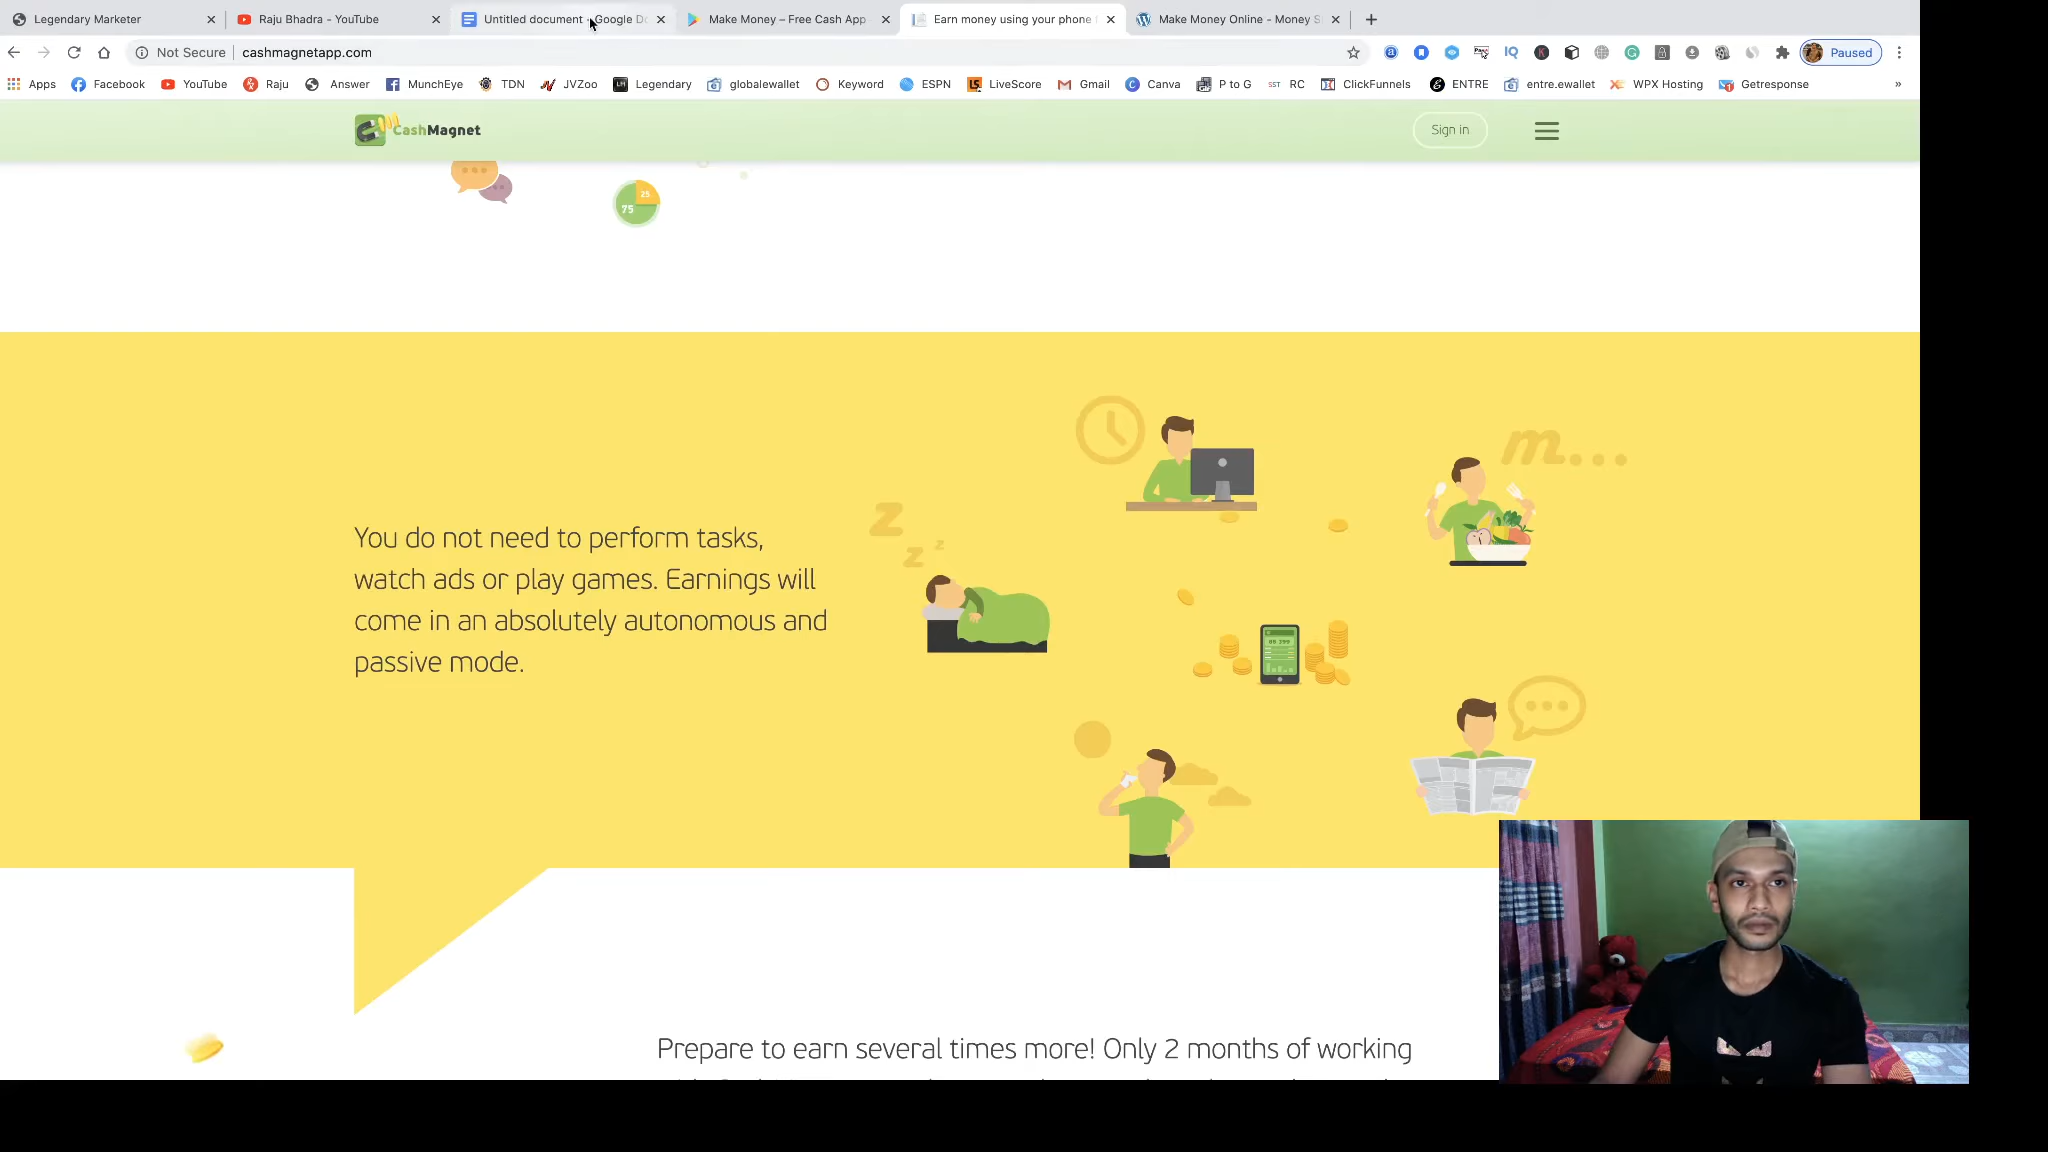 Legendary Marketer
Raju Bhadra - YouTube
Untitled document - Google Do
Make Money – Free Cash App
Earn money using your phone
Make Money Online - Money S
Not Secure
cashmagnetapp.com
Paused
Apps
Facebook
YouTube
Raju
Answer
MunchEye
TDN
JVZoo
Legendary
globalewallet
Keyword
ESPN
LiveScore
Gmail
Canva
P to G
RC
ClickFunnels
ENTRE
entre.ewallet
WPX Hosting
Getresponse
»
CashMagnet
Sign in
25
75
You do not need to perform tasks,
watch ads or play games. Earnings will
come in an absolutely autonomous and
passive mode.
z
z
z
m...
Prepare to earn several times more! Only 2 months of working